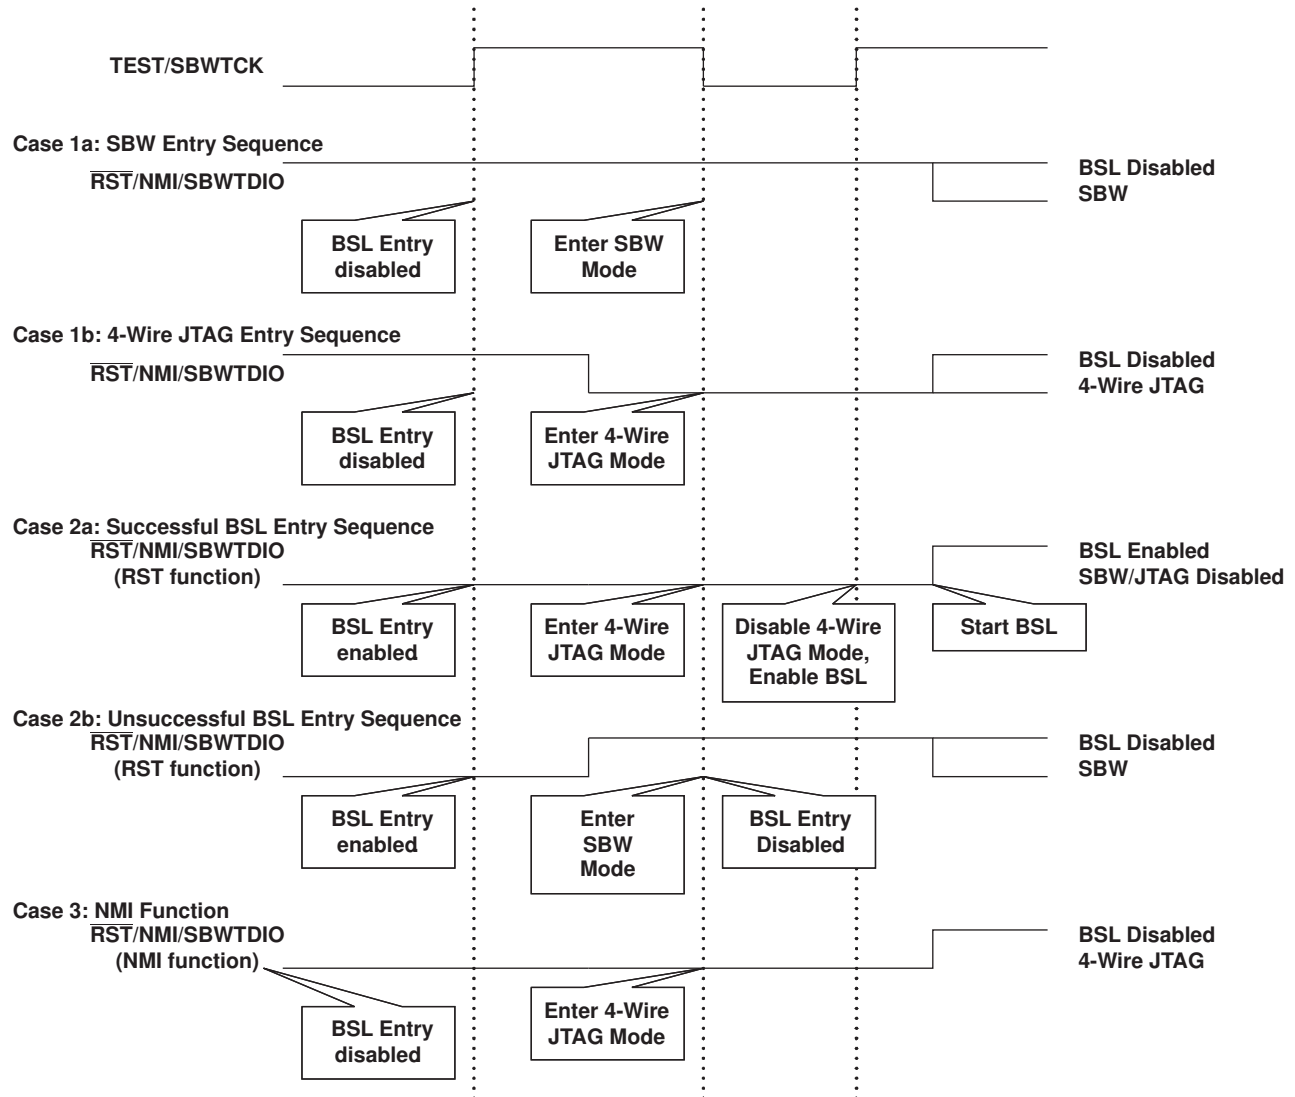 TEST/SBWTCK
Case 1a: SBW Entry Sequence
RST/NMI/SBWTDIO
BSL Disabled
SBW
BSL Entry
disabled
Enter SBW
Mode
Case 1b: 4-Wire JTAG Entry Sequence
RST/NMI/SBWTDIO
BSL Disabled
4-Wire JTAG
BSL Entry
disabled
Enter 4-Wire
JTAG Mode
Case 2a: Successful BSL Entry Sequence
RST/NMI/SBWTDIO
(RST function)
BSL Enabled
SBW/JTAG Disabled
BSL Entry
enabled
Enter 4-Wire
JTAG Mode
Disable 4-Wire
JTAG Mode,
Enable BSL
Start BSL
Case 2b: Unsuccessful BSL Entry Sequence
RST/NMI/SBWTDIO
(RST function)
BSL Disabled
SBW
BSL Entry
enabled
Enter
SBW
Mode
BSL Entry
Disabled
Case 3: NMI Function
RST/NMI/SBWTDIO
(NMI function)
BSL Disabled
4-Wire JTAG
BSL Entry
disabled
Enter 4-Wire
JTAG Mode